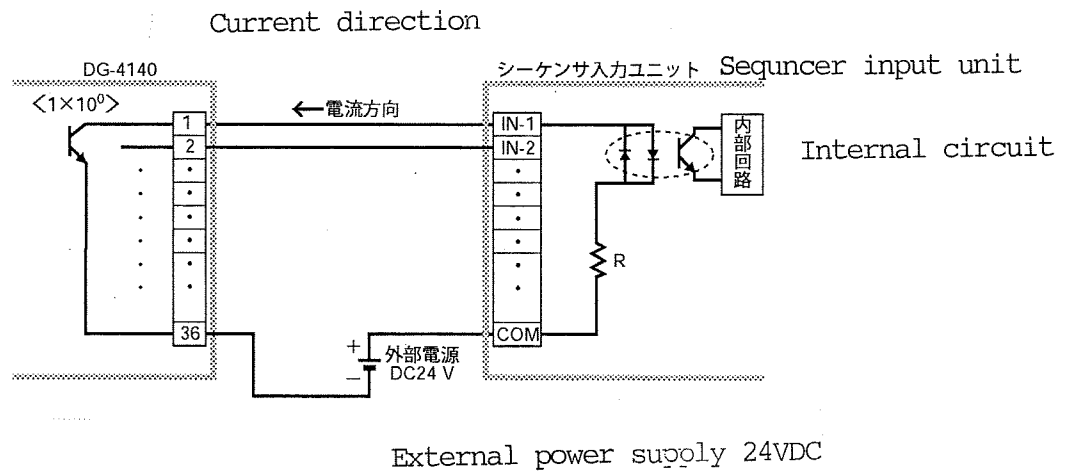 Current direction
DG-4140
シーケンサ入力ユニット Sequncer input unit
<1×10⁰>
←電流方向
1
IN-1
2
IN-2
内部回路
Internal circuit
R
36
COM
+
外部電源
−
DC24 V
External power supply 24VDC